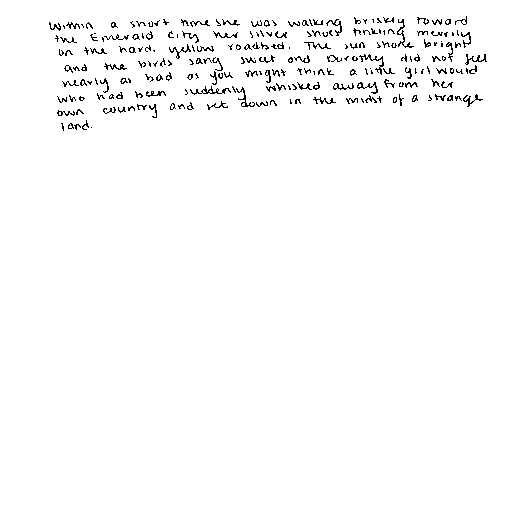 Within a short time she was walking briskly toward
the Emerald City her silver shoes tinkling merrily
on the hard, yellow roadbed. The sun shone bright
and the birds sang sweet and Dorothy did not feel
nearly as bad as you might think a little girl would
who had been suddenly whisked away from her
own country and set down in the midst of a strange
land.